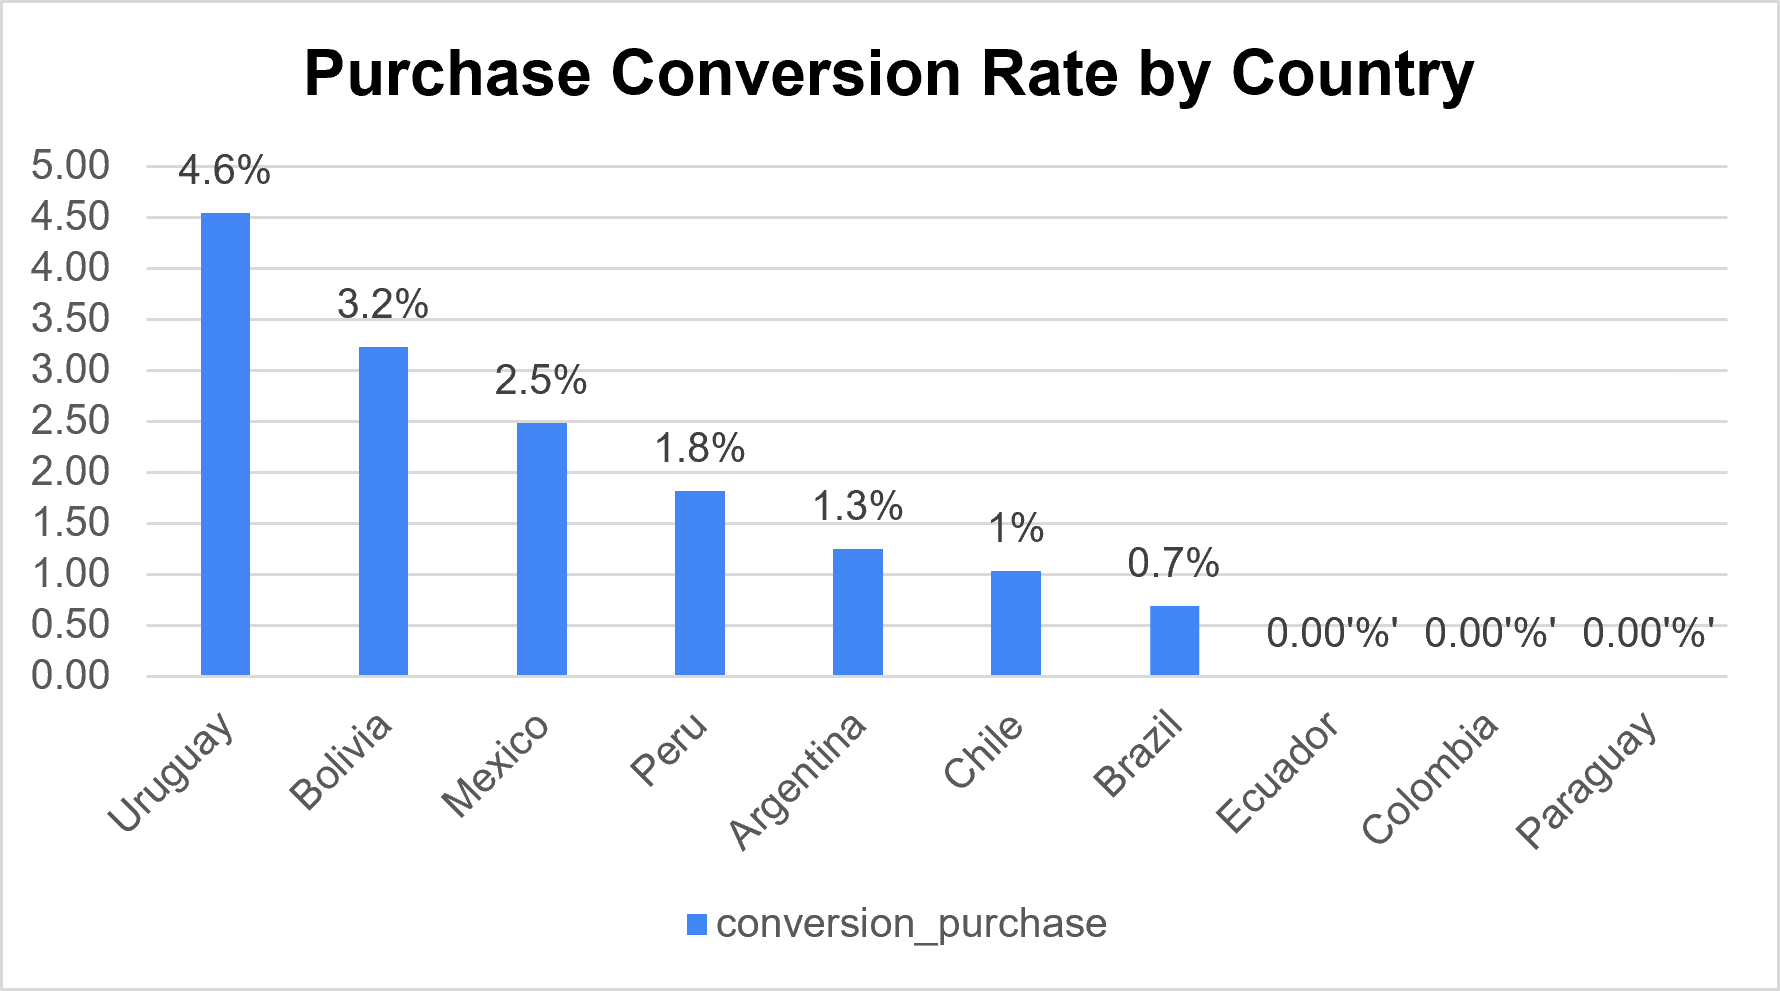 Purchase Conversion Rate by Country
5.00
4.50
4.00
3.50
3.00
2.50
2.00
1.50
1.00
0.50
0.00
4.6%
3.2%
2.5%
1.8%
1.3%
1%
0.7%
0.00'%'
0.00'%'
0.00'%'
Uruguay
Bolivia
Mexico
Peru
Argentina
Chile
Brazil
Ecuador
Colombia
Paraguay
conversion_purchase